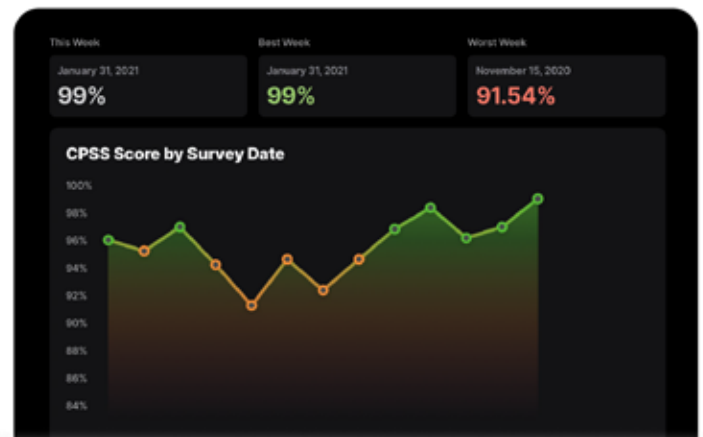 This Week
Best Week
Worst Week
January 31, 2021
January 31, 2021
November 15, 2020
99%
99%
91.54%
CPSS Score by Survey Date
100%
98%
96%
94%
92%
90%
88%
86%
84%